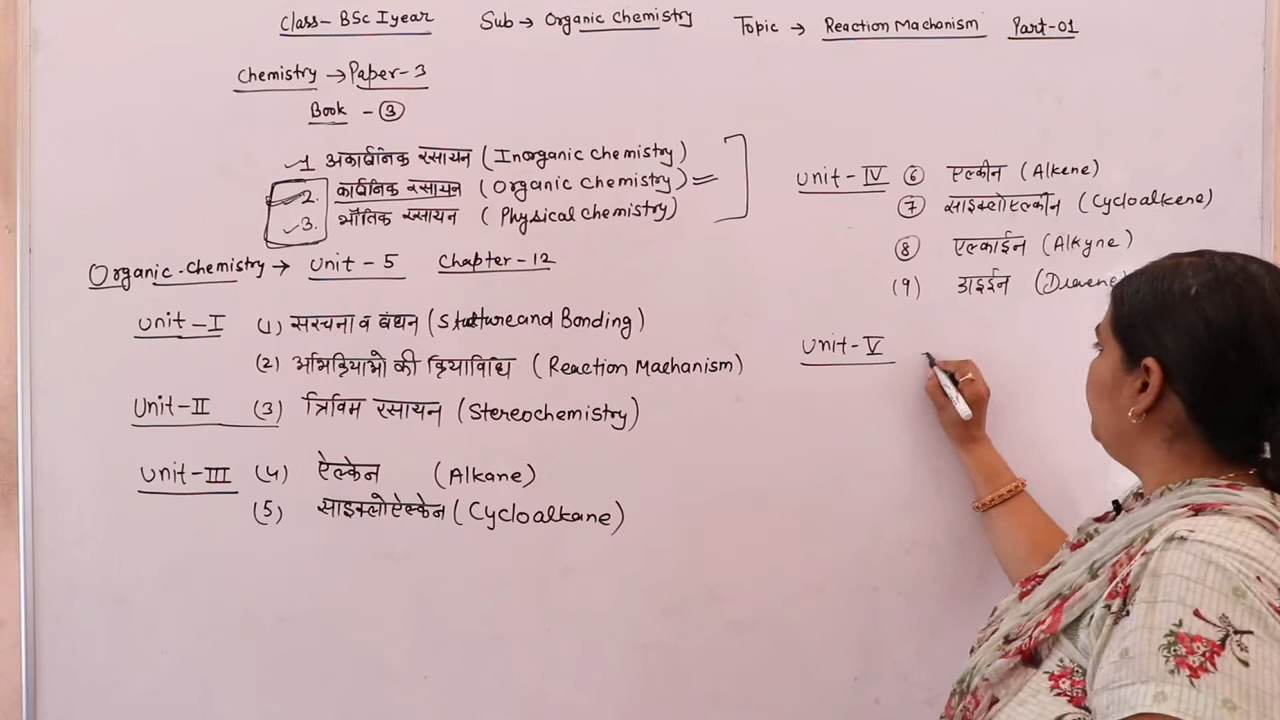 Class- BSc I year Sub → Organic Chemistry Topic → Reaction Machonism Part-01
Chemistry → Paper-3
Book - 3
1 अकार्बनिक रसायन (Inorganic chemistry)
2. कार्बनिक रसायन (Organic chemistry) =
3. भौतिक रसायन (Physical chemistry)
Organic-Chemistry → Unit-5 Chapter-12
Unit-I (1) सरचना व बंधन (Stutture and Bonding)
(2) अभिक्रियाओ की क्रियाविधि (Reaction Machanism)
Unit-II (3) त्रिविम रसायन (Stereochemistry)
Unit-III (4) ऐल्केन (Alkane)
(5) साइक्लोऐल्केन (Cycloalkane)
Unit-IV 6 एल्कीन (Alkene)
7 साइक्लोएल्कीन (Cycloalkene)
8 एल्काईन (Alkyne)
(9) डाइईन
Unit-V